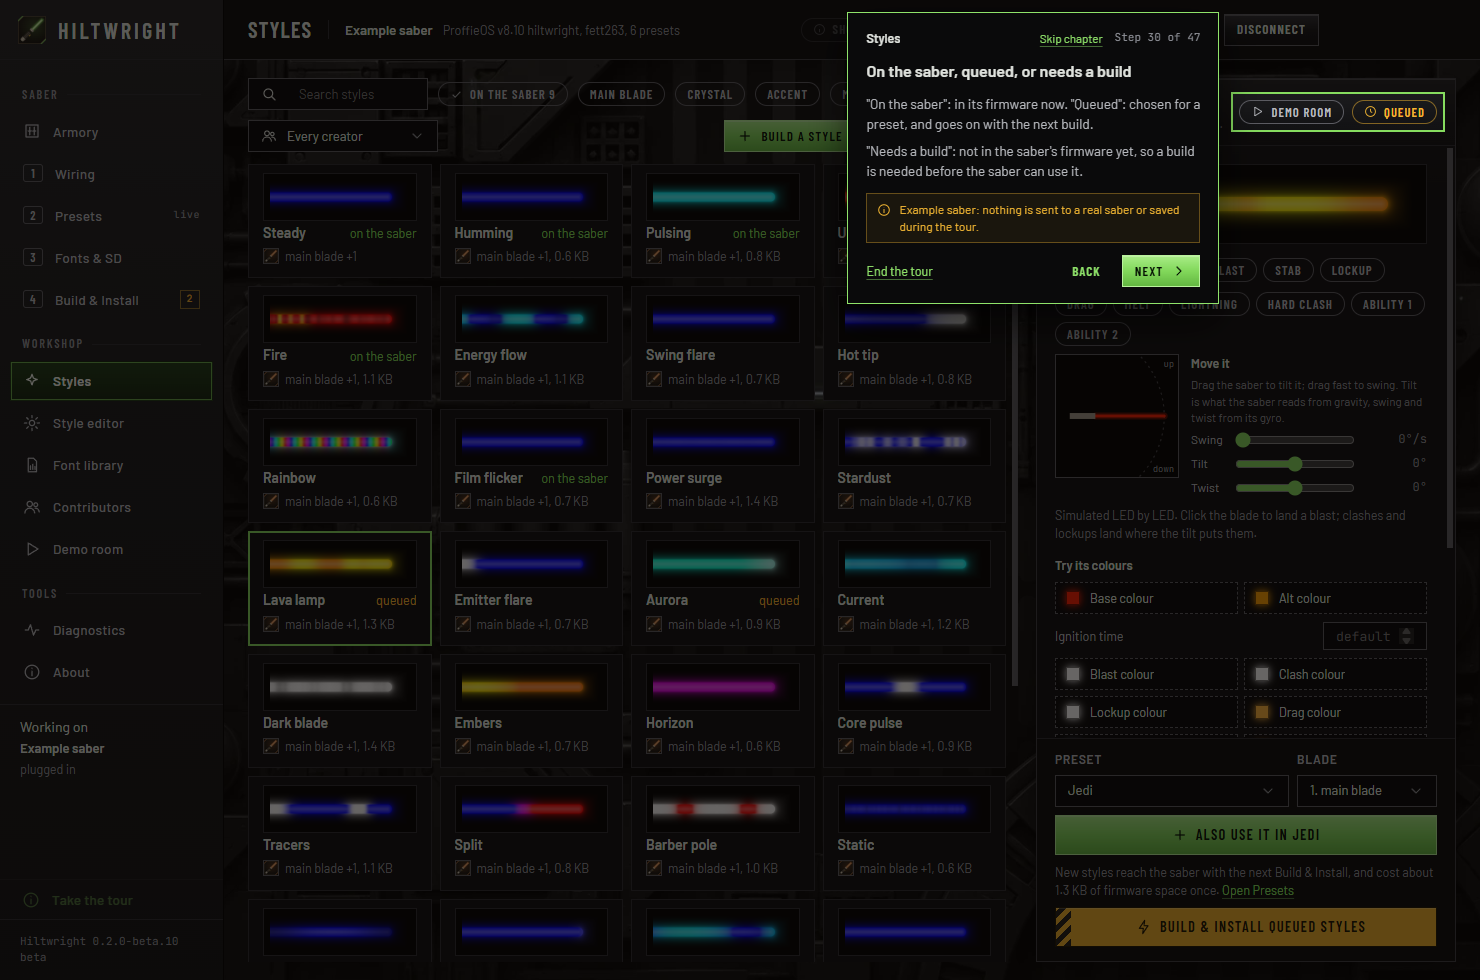 HILTWRIGHT
SABER
Armory
1 Wiring
2 Presets live
3 Fonts & SD
4 Build & Install 2
WORKSHOP
Styles
Style editor
Font library
Contributors
Demo room
TOOLS
Diagnostics
About
Working on
Example saber
plugged in
Take the tour
Hiltwright 0.2.0-beta.10
beta
STYLES Example saber ProffieOS v8.10 hiltwright, fett263, 6 presets
DISCONNECT
Search styles
ON THE SABER 9
MAIN BLADE
CRYSTAL
ACCENT
Every creator
BUILD A STYLE
Steady on the saber
main blade +1
Humming on the saber
main blade +1, 0.6 KB
Pulsing on the saber
main blade +1, 0.8 KB
Fire on the saber
main blade +1, 1.1 KB
Energy flow
main blade +1, 1.1 KB
Swing flare
main blade +1, 0.7 KB
Hot tip
main blade +1, 0.8 KB
Rainbow
main blade +1, 0.6 KB
Film flicker on the saber
main blade +1, 0.7 KB
Power surge
main blade +1, 1.4 KB
Stardust
main blade +1, 0.7 KB
Lava lamp queued
main blade +1, 1.3 KB
Emitter flare
main blade +1, 0.7 KB
Aurora queued
main blade +1, 0.9 KB
Current
main blade +1, 1.2 KB
Dark blade
main blade +1, 1.4 KB
Embers
main blade +1, 0.7 KB
Horizon
main blade +1, 0.6 KB
Core pulse
main blade +1, 0.9 KB
Tracers
main blade +1, 1.1 KB
Split
main blade +1, 0.8 KB
Barber pole
main blade +1, 1.0 KB
Static
main blade +1, 0.6 KB
Styles Skip chapter Step 30 of 47
On the saber, queued, or needs a build
"On the saber": in its firmware now. "Queued": chosen for a
preset, and goes on with the next build.
"Needs a build": not in the saber's firmware yet, so a build
is needed before the saber can use it.
Example saber: nothing is sent to a real saber or saved
during the tour.
End the tour BACK NEXT
DEMO ROOM QUEUED
STAB LOCKUP
HARD CLASH ABILITY 1
ABILITY 2
up
down
Move it
Drag the saber to tilt it; drag fast to swing. Tilt
is what the saber reads from gravity, swing and
twist from its gyro.
Swing 0°/s
Tilt 0°
Twist 0°
Simulated LED by LED. Click the blade to land a blast; clashes and
lockups land where the tilt puts them.
Try its colours
Base colour Alt colour
Ignition time default
Blast colour Clash colour
Lockup colour Drag colour
PRESET BLADE
Jedi 1. main blade
ALSO USE IT IN JEDI
New styles reach the saber with the next Build & Install, and cost about
1.3 KB of firmware space once. Open Presets
BUILD & INSTALL QUEUED STYLES